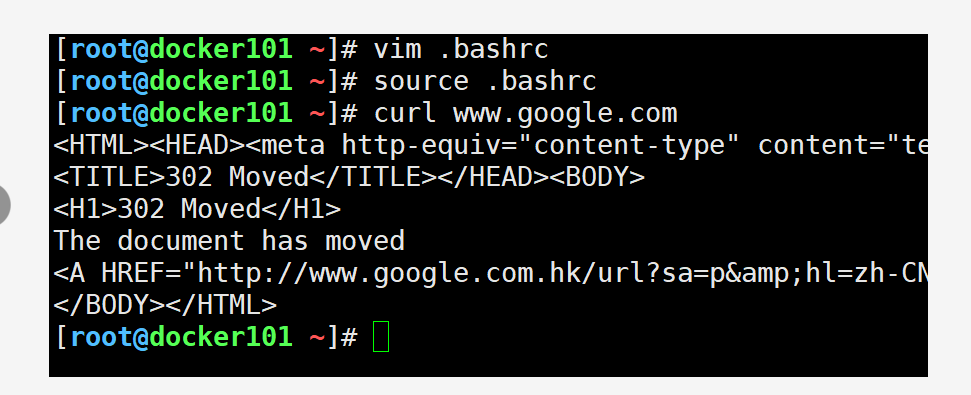 [root@docker101 ~]# vim .bashrc
[root@docker101 ~]# source .bashrc
[root@docker101 ~]# curl www.google.com
<HTML><HEAD><meta http-equiv="content-type" content="te
<TITLE>302 Moved</TITLE></HEAD><BODY>
<H1>302 Moved</H1>
The document has moved
<A HREF="http://www.google.com.hk/url?sa=p&amp;hl=zh-CN
</BODY></HTML>
[root@docker101 ~]#